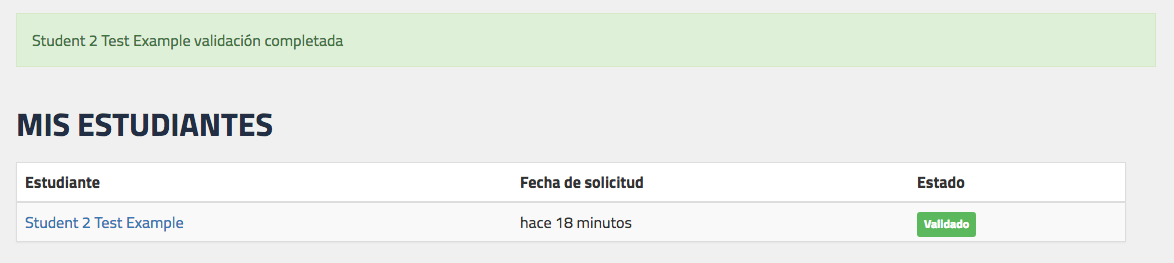 Student 2 Test Example validación completada
MIS ESTUDIANTES
Estudiante Fecha de solicitud Estado
Student 2 Test Example hace 18 minutos Validado